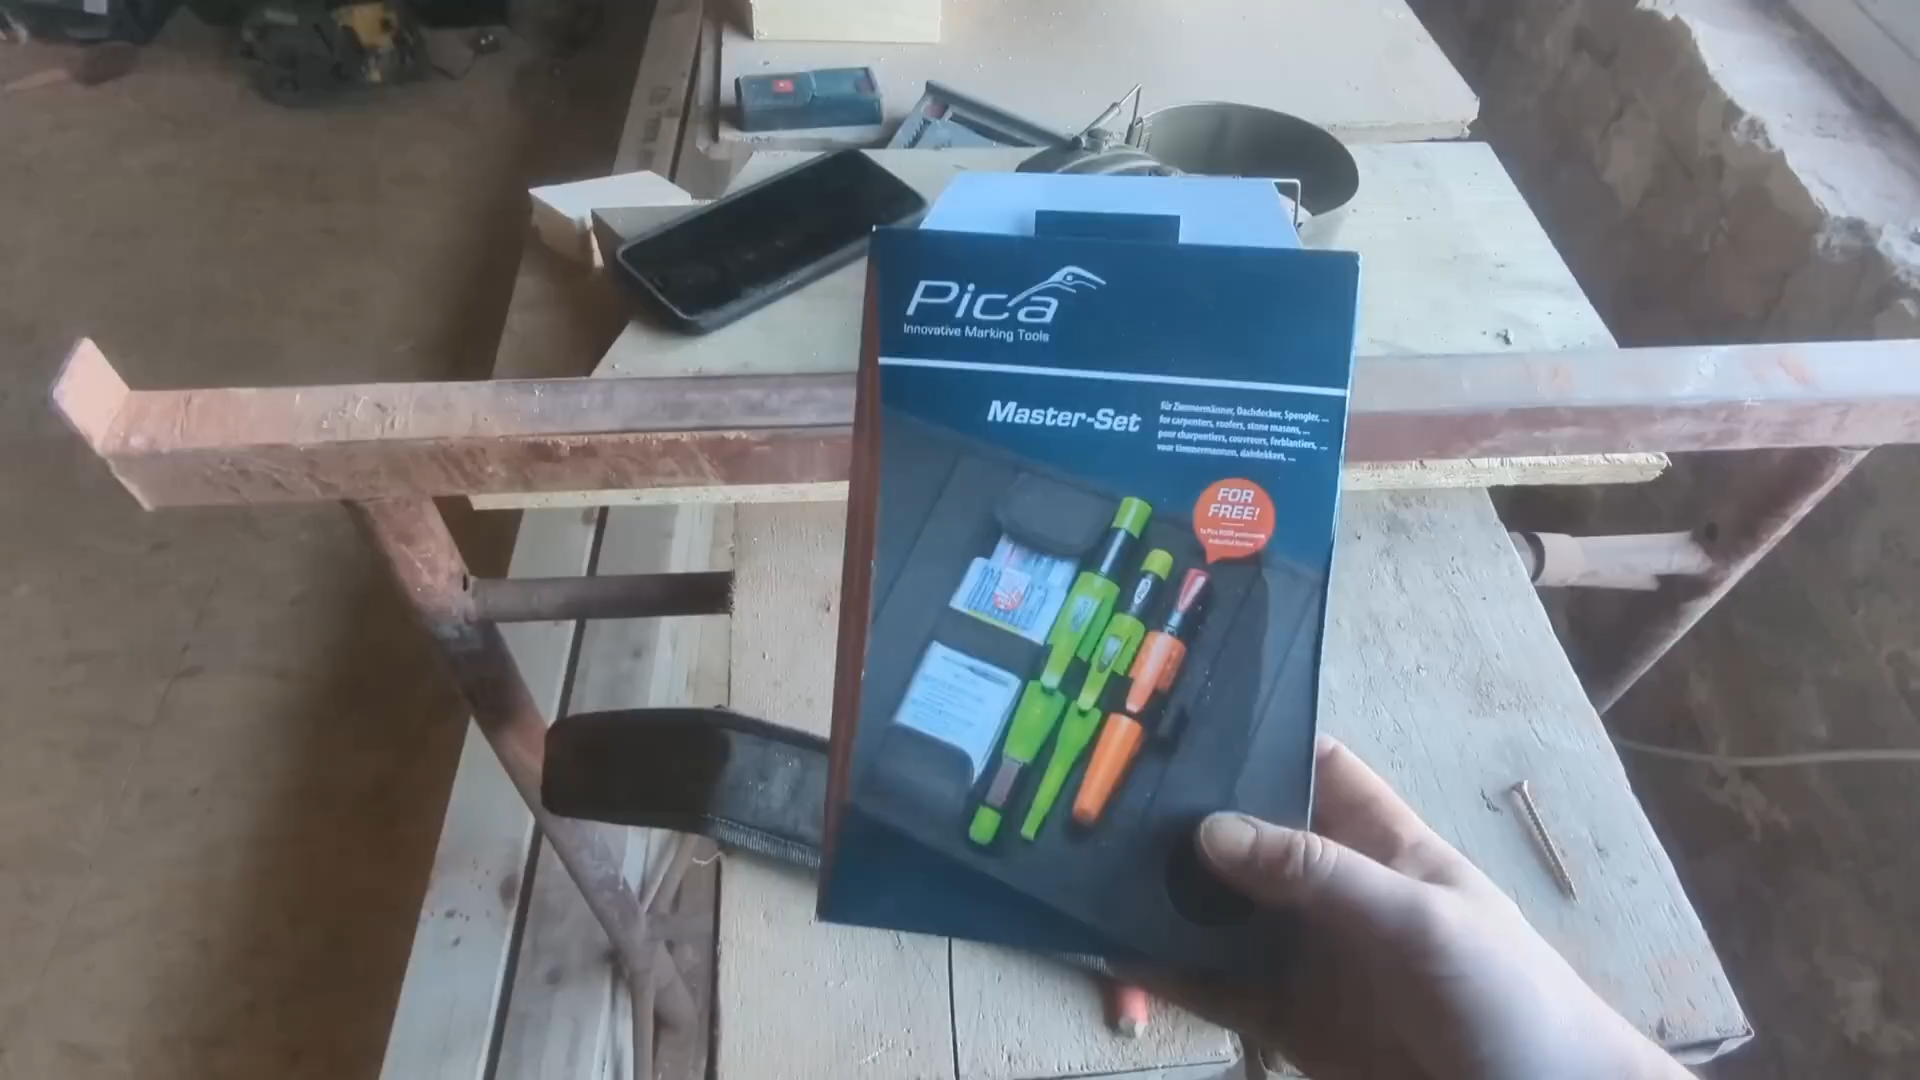 Pica
Innovative Marking Tools
Master-Set
für Zimmermänner, Dachdecker, Spengler, ...
for carpenters, roofers, stone masons, ...
pour charpentiers, couvreurs, ferblantiers, ...
voor timmermannen, dakdekkers, ...
FOR
FREE!